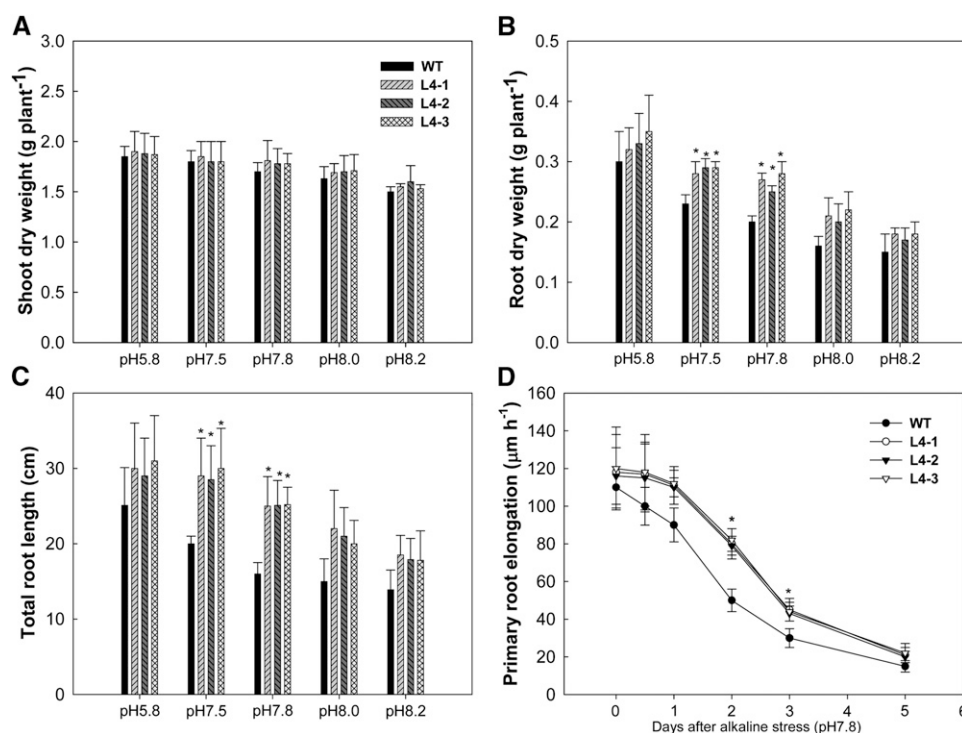 A
Shoot dry weight (g plant⁻¹)
3.0
2.5
2.0
1.5
1.0
0.5
0.0
WT
L4-1
L4-2
L4-3
pH5.8 pH7.5 pH7.8 pH8.0 pH8.2
B
Root dry weight (g plant⁻¹)
0.5
0.4
0.3
0.2
0.1
0.0
* * * * * *
pH5.8 pH7.5 pH7.8 pH8.0 pH8.2
C
Total root length (cm)
40
30
20
10
0
* * * * * *
pH5.8 pH7.5 pH7.8 pH8.0 pH8.2
D
Primary root elongation (µm h⁻¹)
160
140
120
100
80
60
40
20
0
WT
L4-1
L4-2
L4-3
*
*
0 1 2 3 4 5 6
Days after alkaline stress (pH7.8)